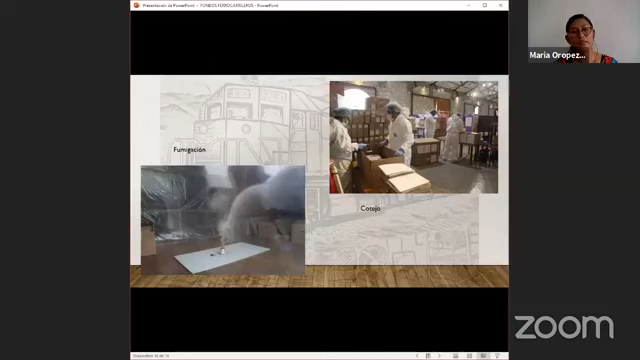 Presentación de PowerPoint - FONDOS FERROCARRILEROS - PowerPoint
Maria Oropez...
Fumigación
Cotejo
zoom